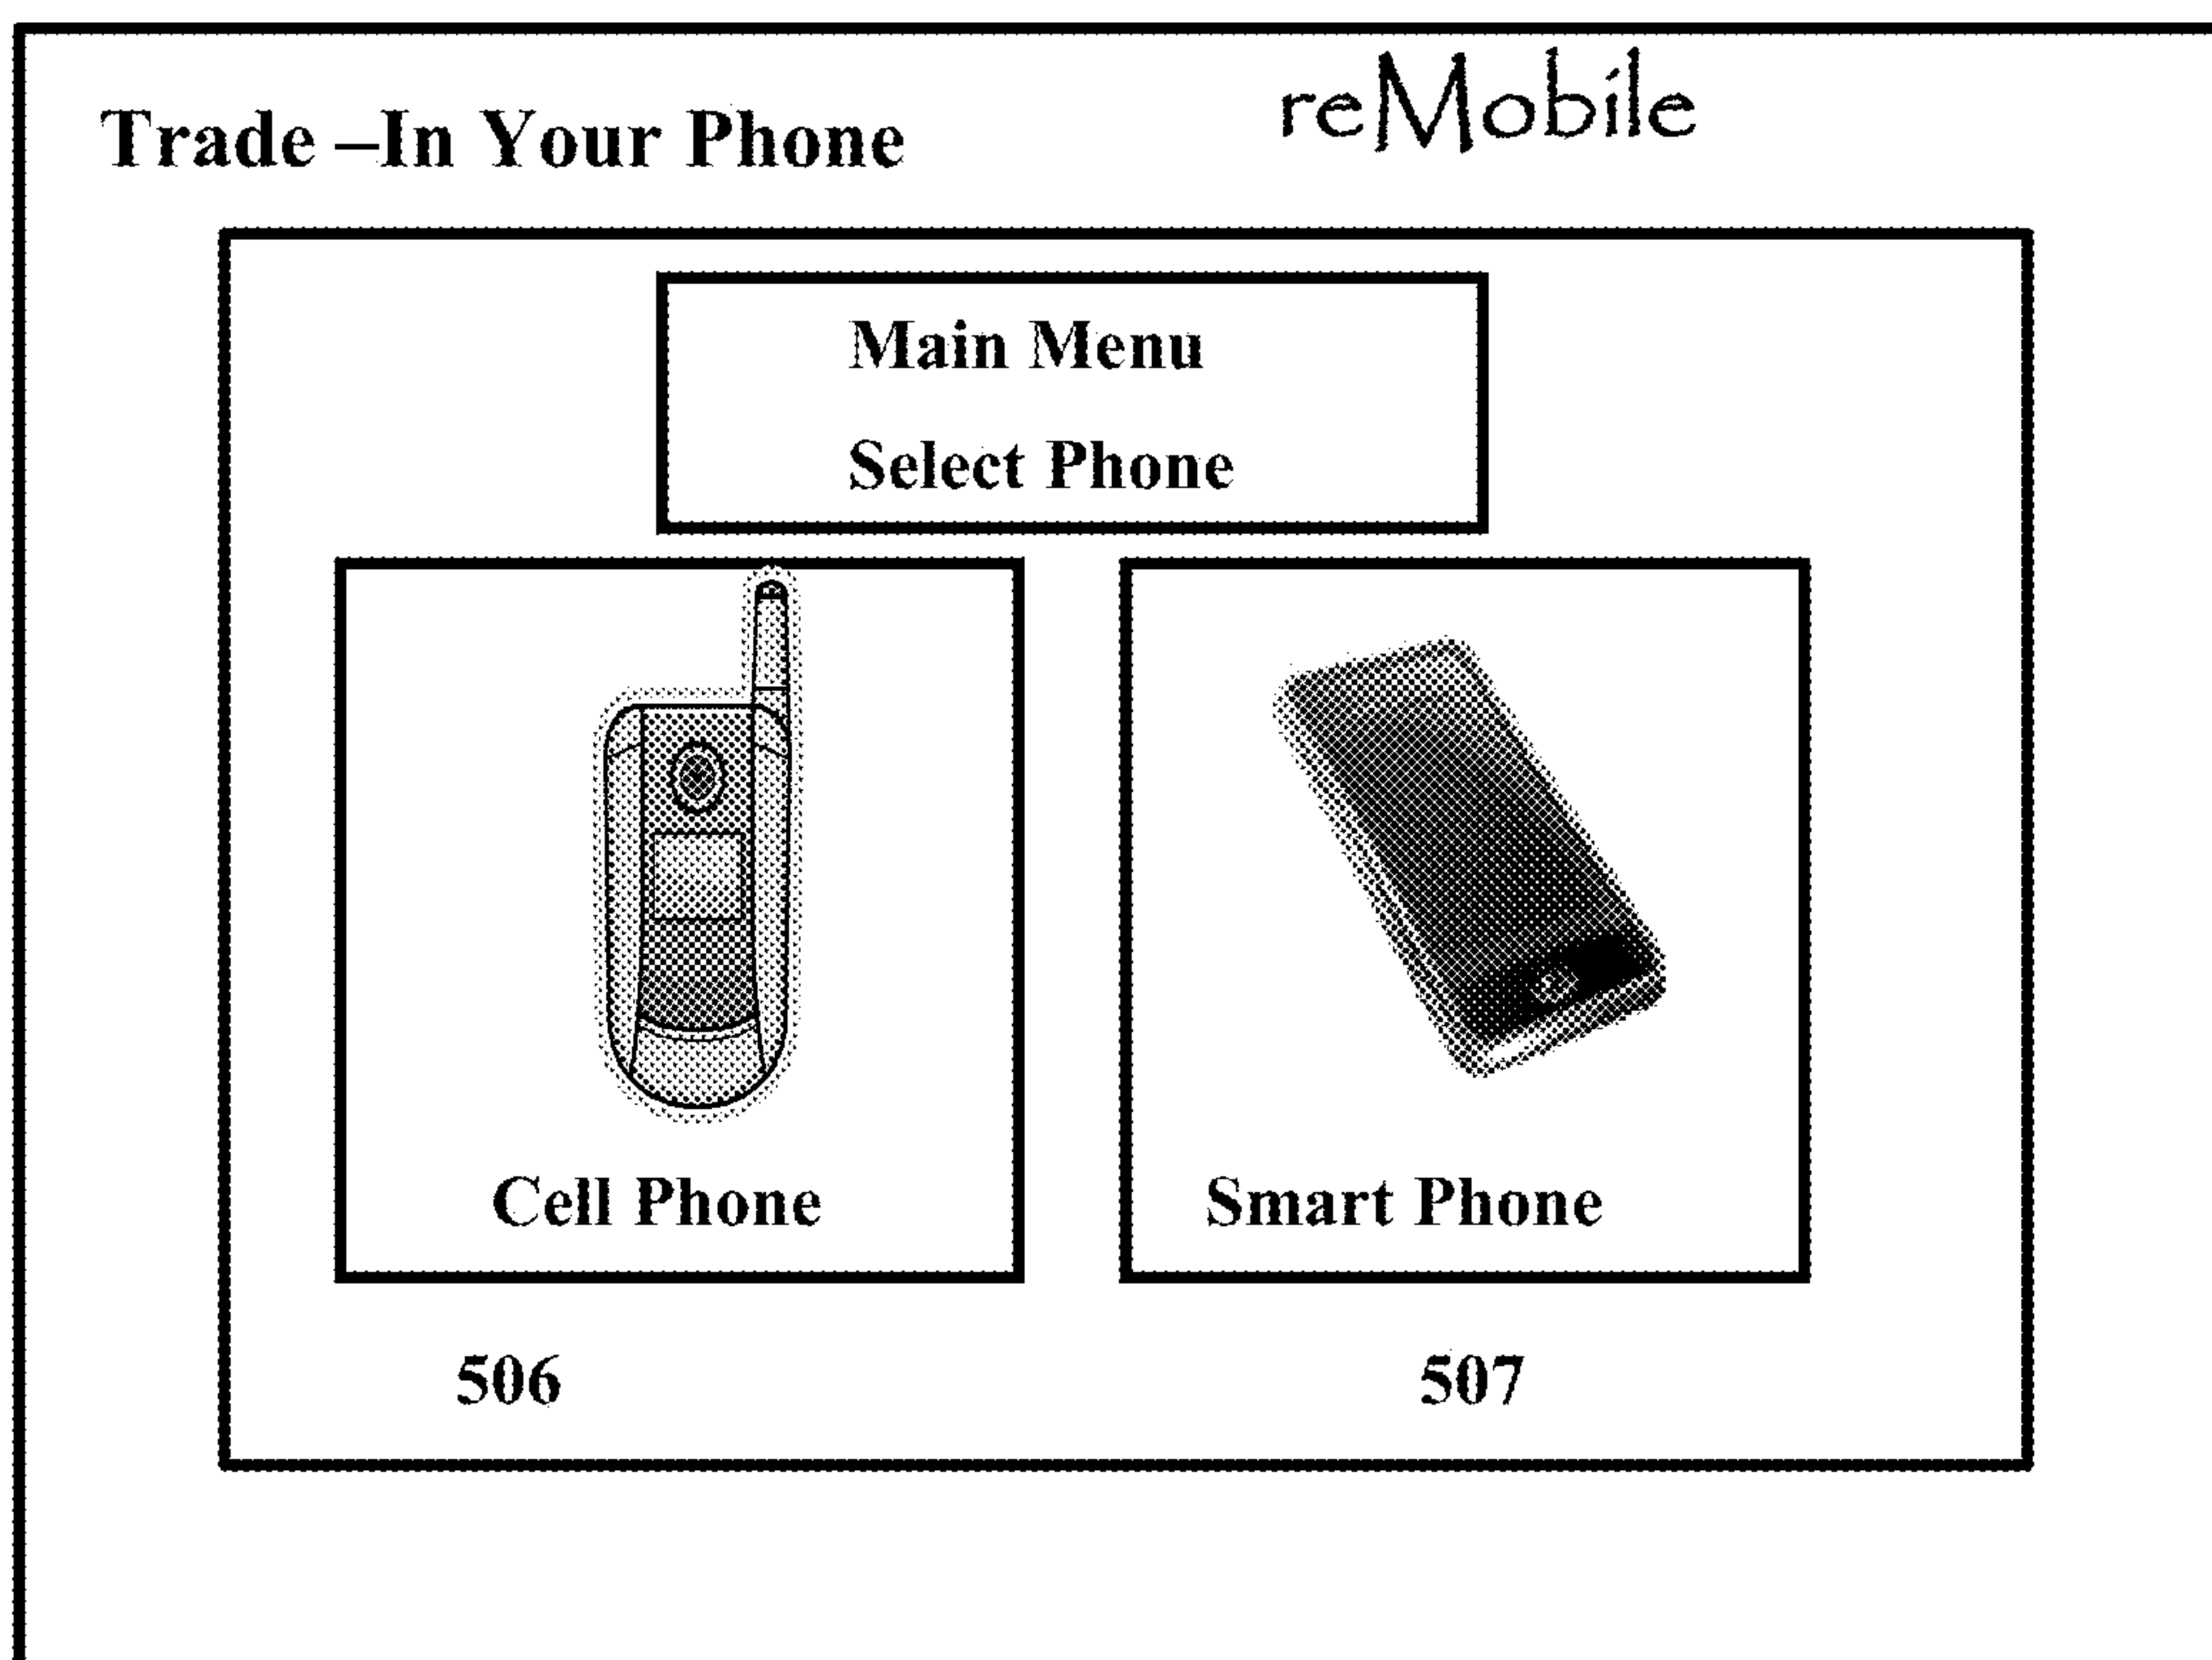 Trade –In Your Phone
reMobile
Main Menu
Select Phone
Cell Phone
Smart Phone
506
507